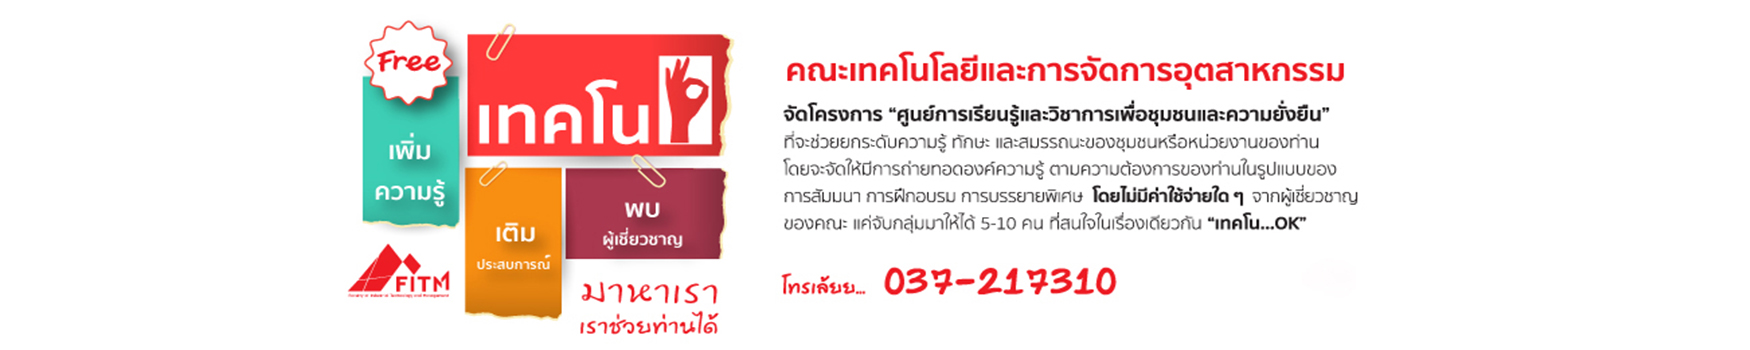 Free
เพิ่ม
ความรู้
เทคโน
เติม
ประสบการณ์
พบ
ผู้เชี่ยวชาญ
FITM
Faculty of Industrial Technology and Management
มาหาเรา
เราช่วยท่านได้
คณะเทคโนโลยีและการจัดการอุตสาหกรรม
จัดโครงการ “ศูนย์การเรียนรู้และวิชาการเพื่อชุมชนและความยั่งยืน”
ที่จะช่วยยกระดับความรู้ ทักษะ และสมรรถนะของชุมชนหรือหน่วยงานของท่าน
โดยจะจัดให้มีการถ่ายทอดองค์ความรู้ ตามความต้องการของท่านในรูปแบบของ
การสัมมนา การฝึกอบรม การบรรยายพิเศษ โดยไม่มีค่าใช้จ่ายใด ๆ จากผู้เชี่ยวชาญ
ของคณะ แค่จับกลุ่มมาให้ได้ 5-10 คน ที่สนใจในเรื่องเดียวกัน “เทคโน...OK”
โทรเล้ยย... 037-217310